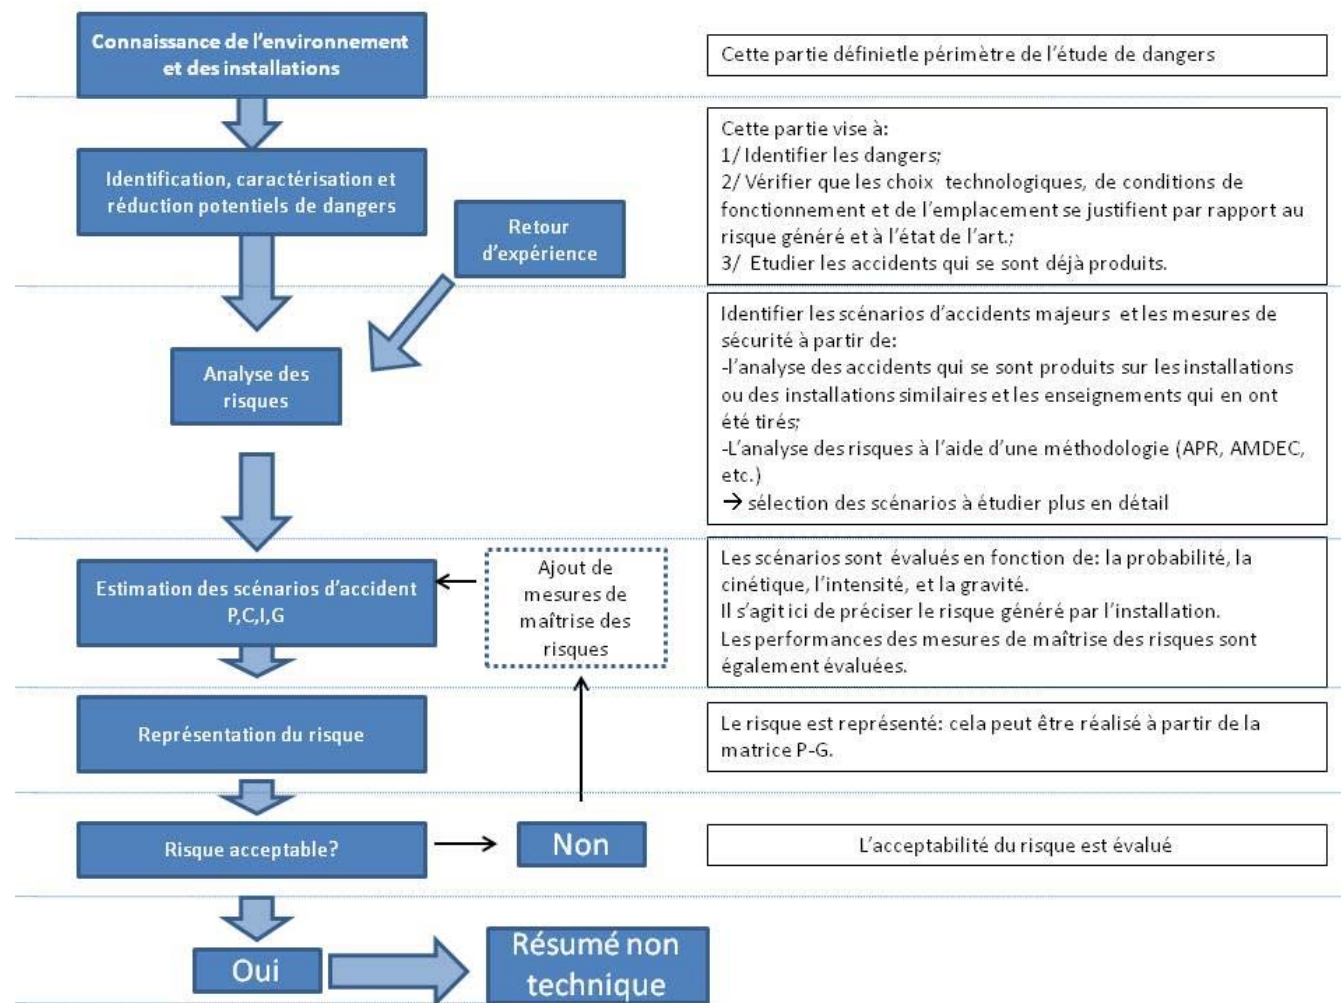 Connaissance de l'environnement
et des installations
Cette partie définietle périmètre de l'étude de dangers
Identification, caractérisation et
réduction potentiels de dangers
Cette partie vise à:
1/ Identifier les dangers;
2/ Vérifier que les choix technologiques, de conditions de
fonctionnement et de l'emplacement se justifient par rapport au
risque généré et à l'état de l'art.;
3/ Etudier les accidents qui se sont déjà produits.
Retour
d'expérience
Analyse des
risques
Identifier les scénarios d'accidents majeurs et les mesures de
sécurité à partir de:
-l'analyse des accidents qui se sont produits sur les installations
ou des installations similaires et les enseignements qui en ont
été tirés;
-L'analyse des risques à l'aide d'une méthodologie (APR, AMDEC,
etc.)
→ sélection des scénarios à étudier plus en détail
Estimation des scénarios d'accident
P,C,I,G
Ajout de
mesures de
maîtrise des
risques
Les scénarios sont évalués en fonction de: la probabilité, la
cinétique, l'intensité, et la gravité.
Il s'agit ici de préciser le risque généré par l'installation.
Les performances des mesures de maîtrise des risques sont
également évaluées.
Représentation du risque
Le risque est représenté: cela peut être réalisé à partir de la
matrice P-G.
Risque acceptable?
Non
L'acceptabilité du risque est évalué
Oui
Résumé non
technique